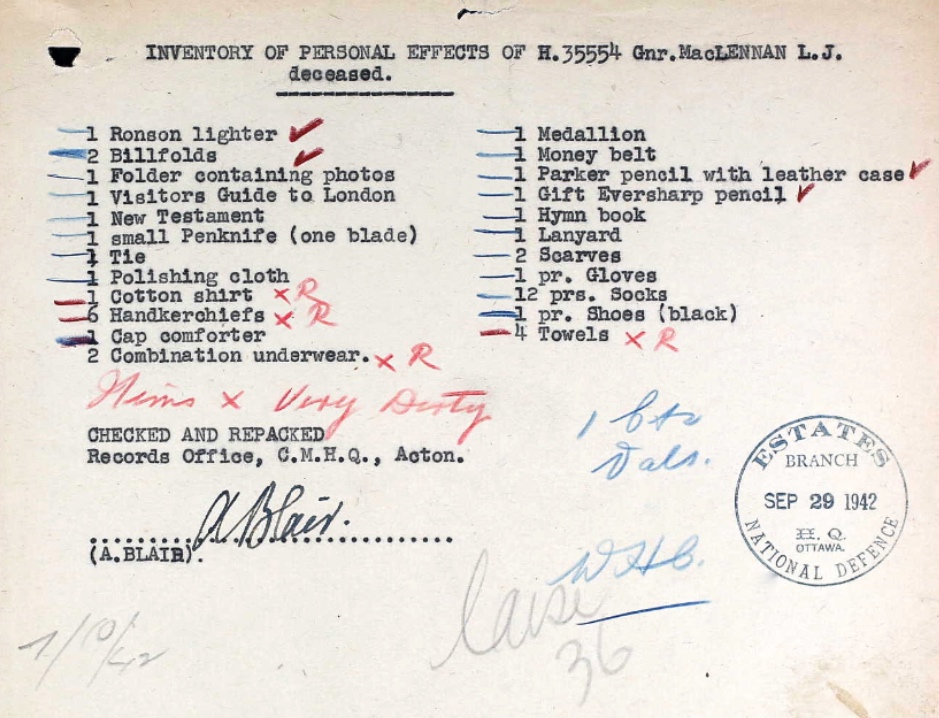 INVENTORY OF PERSONAL EFFECTS OF H.35554 Gnr.MacLENNAN L.J.
deceased.
1 Ronson lighter
2 Billfolds
1 Folder containing photos
1 Visitors Guide to London
1 New Testament
1 small Penknife (one blade)
1 Tie
1 Polishing cloth
1 Cotton shirt x R
6 Handkerchiefs x R
1 Cap comforter
2 Combination underwear. x R
1 Medallion
1 Money belt
1 Parker pencil with leather case
1 Gift Eversharp pencil
1 Hymn book
1 Lanyard
2 Scarves
1 pr. Gloves
12 prs. Socks
1 pr. Shoes (black)
4 Towels x R
Items x Very Dirty
CHECKED AND REPACKED
Records Office, C.M.H.Q., Acton.
A Blair.
(A.BLAIR).
1
ESTATES
BRANCH
SEP 29 1942
H. Q.
OTTAWA.
NATIONAL DEFENCE
36